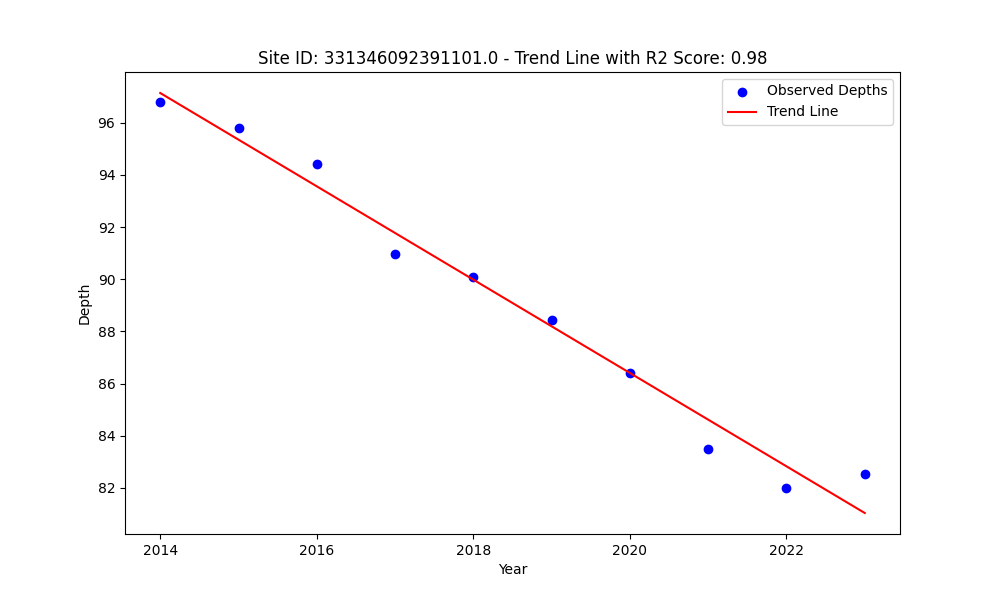 Site ID: 331346092391101.0 - Trend Line with R2 Score: 0.98
Observed Depths
Trend Line
96
94
92
90
88
86
84
82
Depth
2014
2016
2018
2020
2022
Year